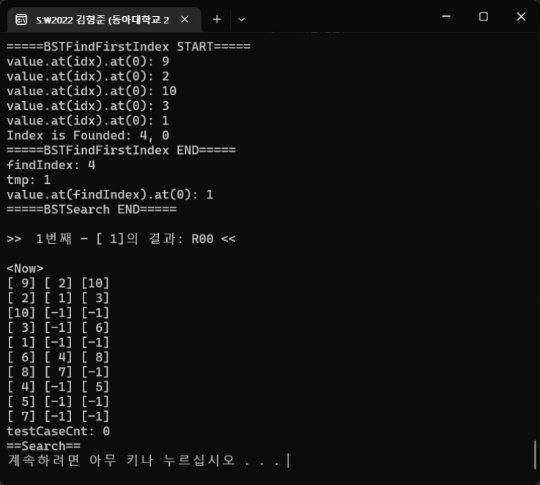 S:₩2022 김형준 (동아대학교 2
=====BSTFindFirstIndex START=====
value.at(idx).at(0): 9
value.at(idx).at(0): 2
value.at(idx).at(0): 10
value.at(idx).at(0): 3
value.at(idx).at(0): 1
Index is Founded: 4, 0
=====BSTFindFirstIndex END=====
findIndex: 4
tmp: 1
value.at(findIndex).at(0): 1
=====BSTSearch END=====
>>  1번째 - [ 1]의 결과: R00 <<
<Now>
[ 9] [ 2] [10]
[ 2] [ 1] [ 3]
[10] [-1] [-1]
[ 3] [-1] [ 6]
[ 1] [-1] [-1]
[ 6] [ 4] [ 8]
[ 8] [ 7] [-1]
[ 4] [-1] [ 5]
[ 5] [-1] [-1]
[ 7] [-1] [-1]
testCaseCnt: 0
==Search==
계속하려면 아무 키나 누르십시오 . . .